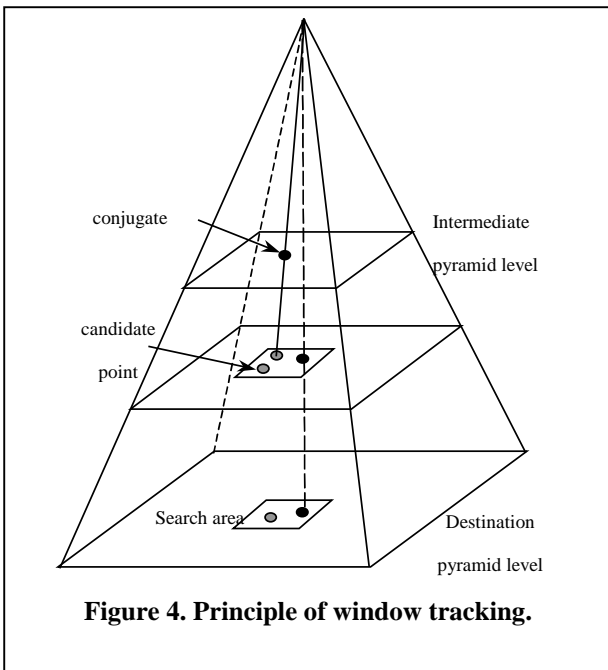 conjugate
Intermediate
pyramid level
candidate
point
Search area
Destination
pyramid level
Figure 4. Principle of window tracking.